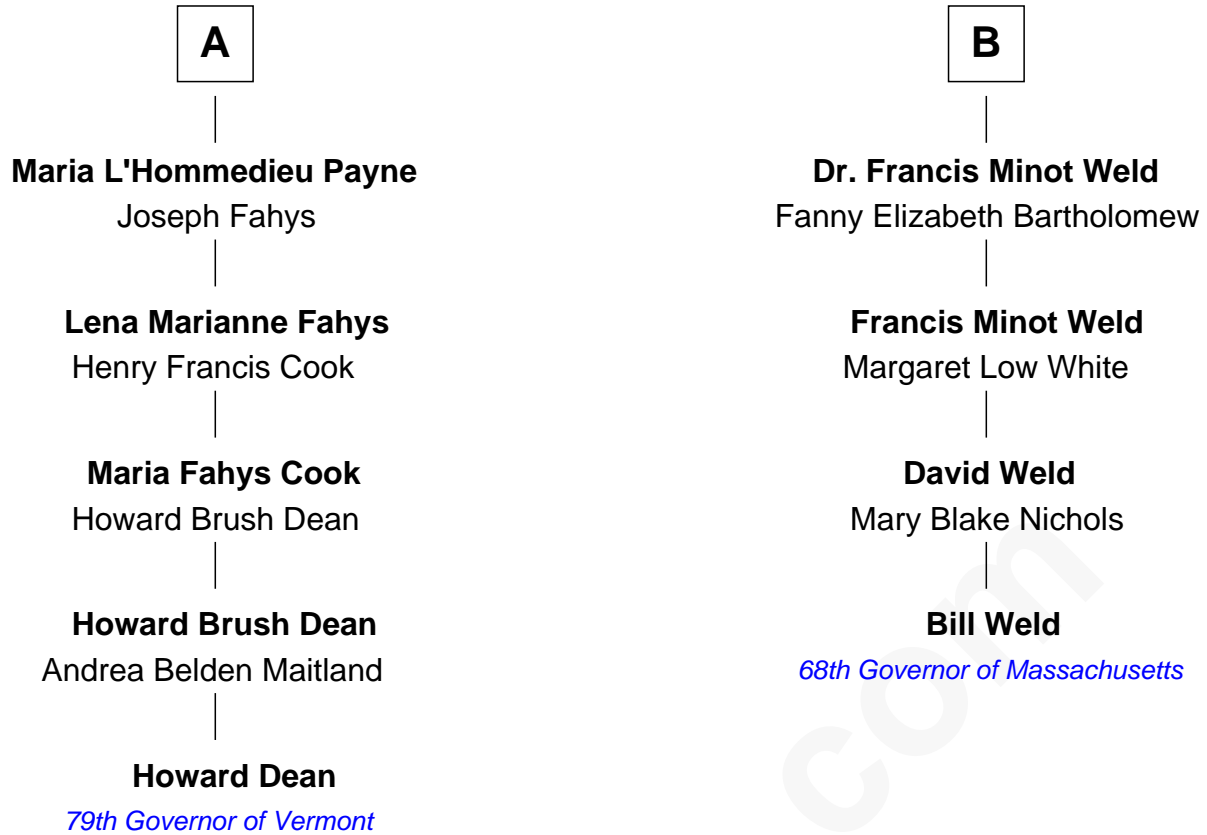 A
Maria L'Hommedieu Payne
Joseph Fahys
Lena Marianne Fahys
Henry Francis Cook
Maria Fahys Cook
Howard Brush Dean
Howard Brush Dean
Andrea Belden Maitland
Howard Dean
79th Governor of Vermont
B
Dr. Francis Minot Weld
Fanny Elizabeth Bartholomew
Francis Minot Weld
Margaret Low White
David Weld
Mary Blake Nichols
Bill Weld
68th Governor of Massachusetts
com